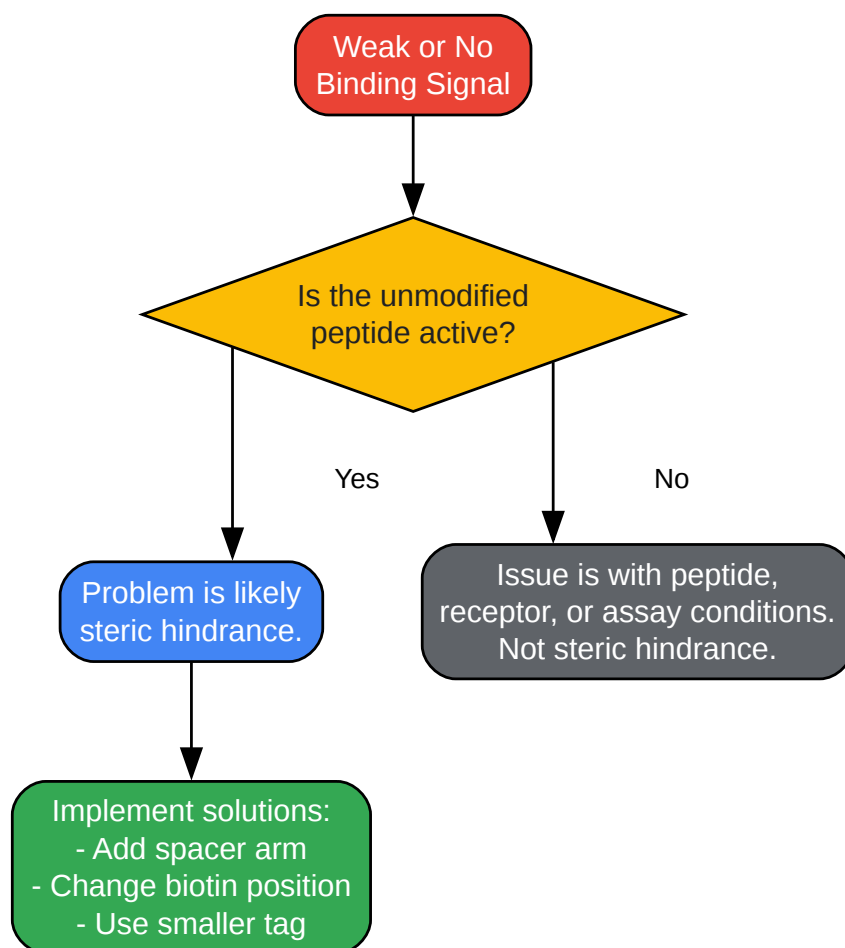 Weak or No
Binding Signal
Is the unmodified
peptide active?
Yes
No
Problem is likely
steric hindrance.
Issue is with peptide,
receptor, or assay conditions.
Not steric hindrance.
Implement solutions:
- Add spacer arm
- Change biotin position
- Use smaller tag